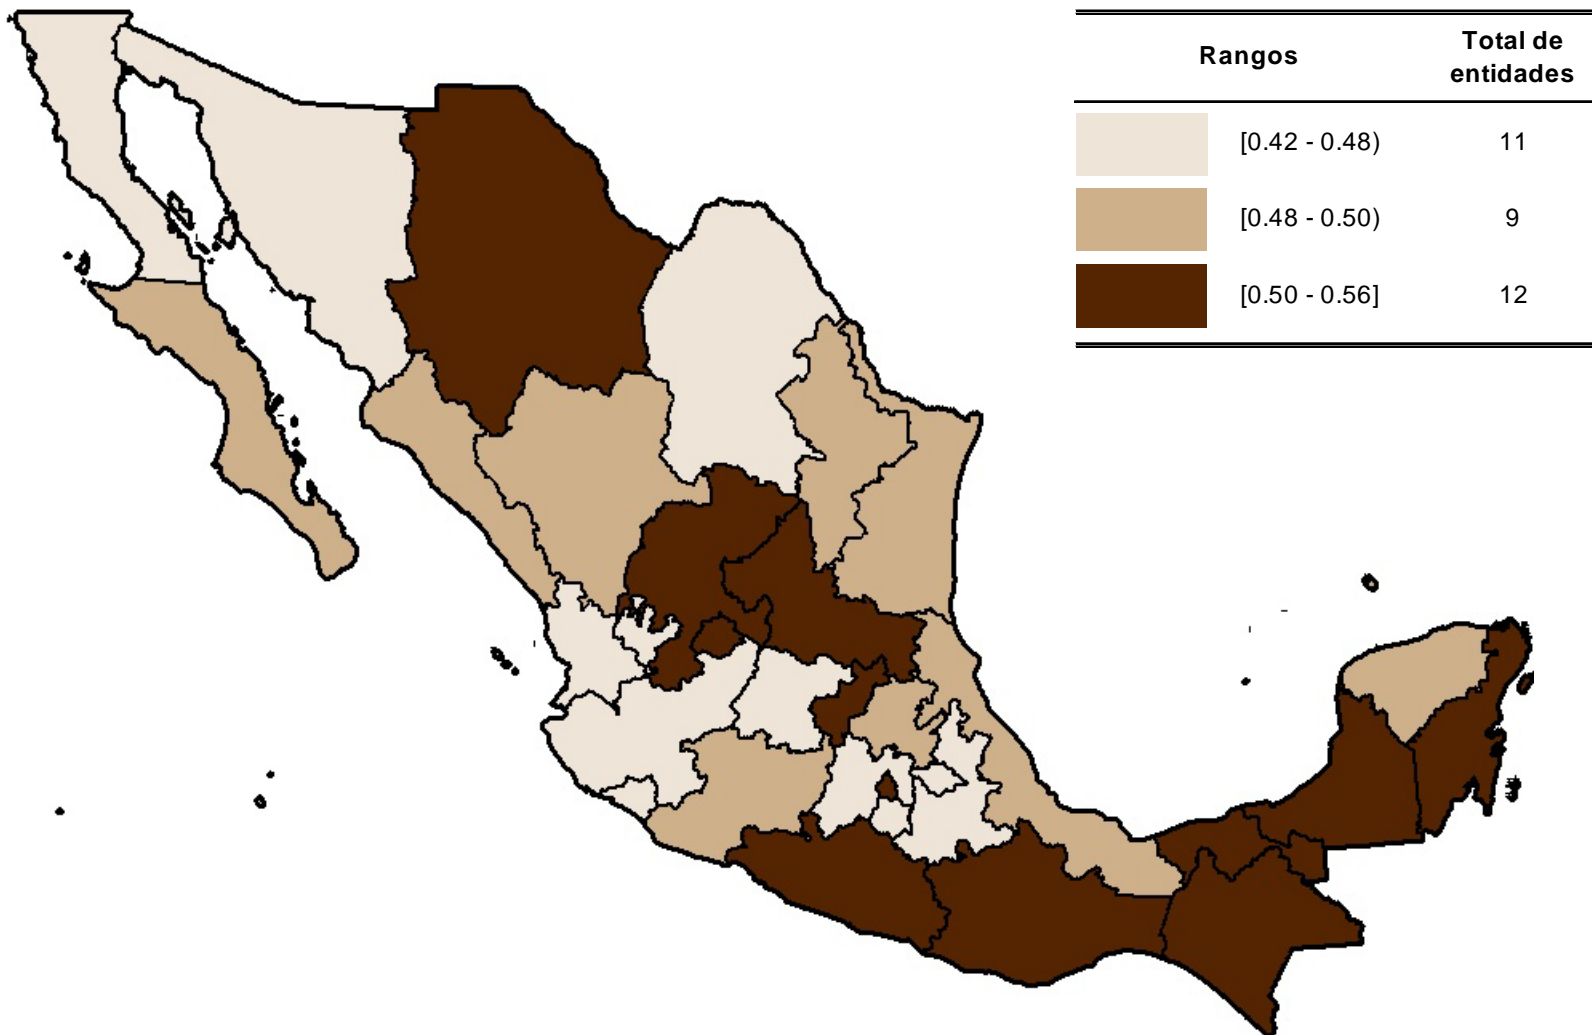 Rangos Total de
entidades
[0.42 - 0.48) 11
[0.48 - 0.50) 9
[0.50 - 0.56] 12